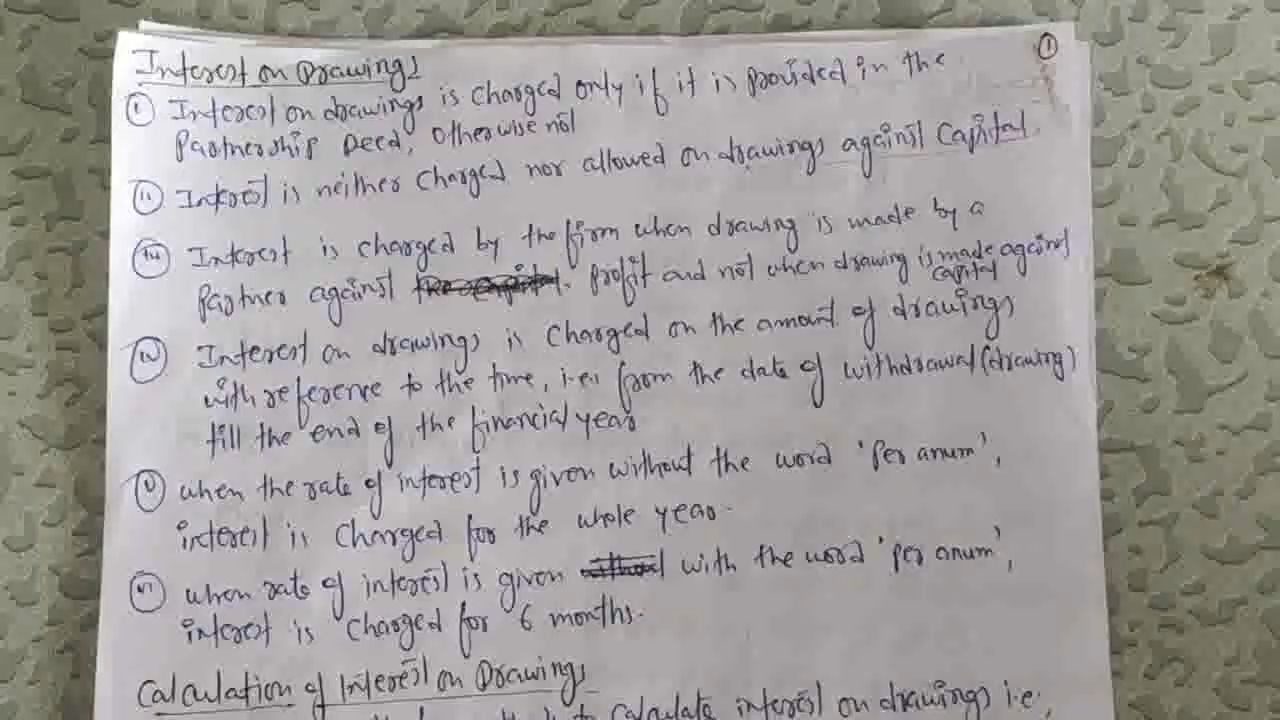 Interest on Drawings
①
(i) Interest on drawings is charged only if it is provided in the
Partnership Deed, otherwise not
(ii) Interest is neither charged nor allowed on drawings against Capital.
(iii) Interest is charged by the firm when drawing is made by a
Partner against profit and not when drawing is made against
capital
(iv) Interest on drawings is charged on the amount of drawings
with reference to the time, i.e. from the date of withdrawal (drawing)
till the end of the financial year
(v) when the rate of interest is given without the word 'Per anum',
interest is charged for the whole year.
(vi) when rate of interest is given with the word 'per anum',
interest is charged for 6 months.
Calculation of Interest on Drawings
to calculate interest on drawings i.e.